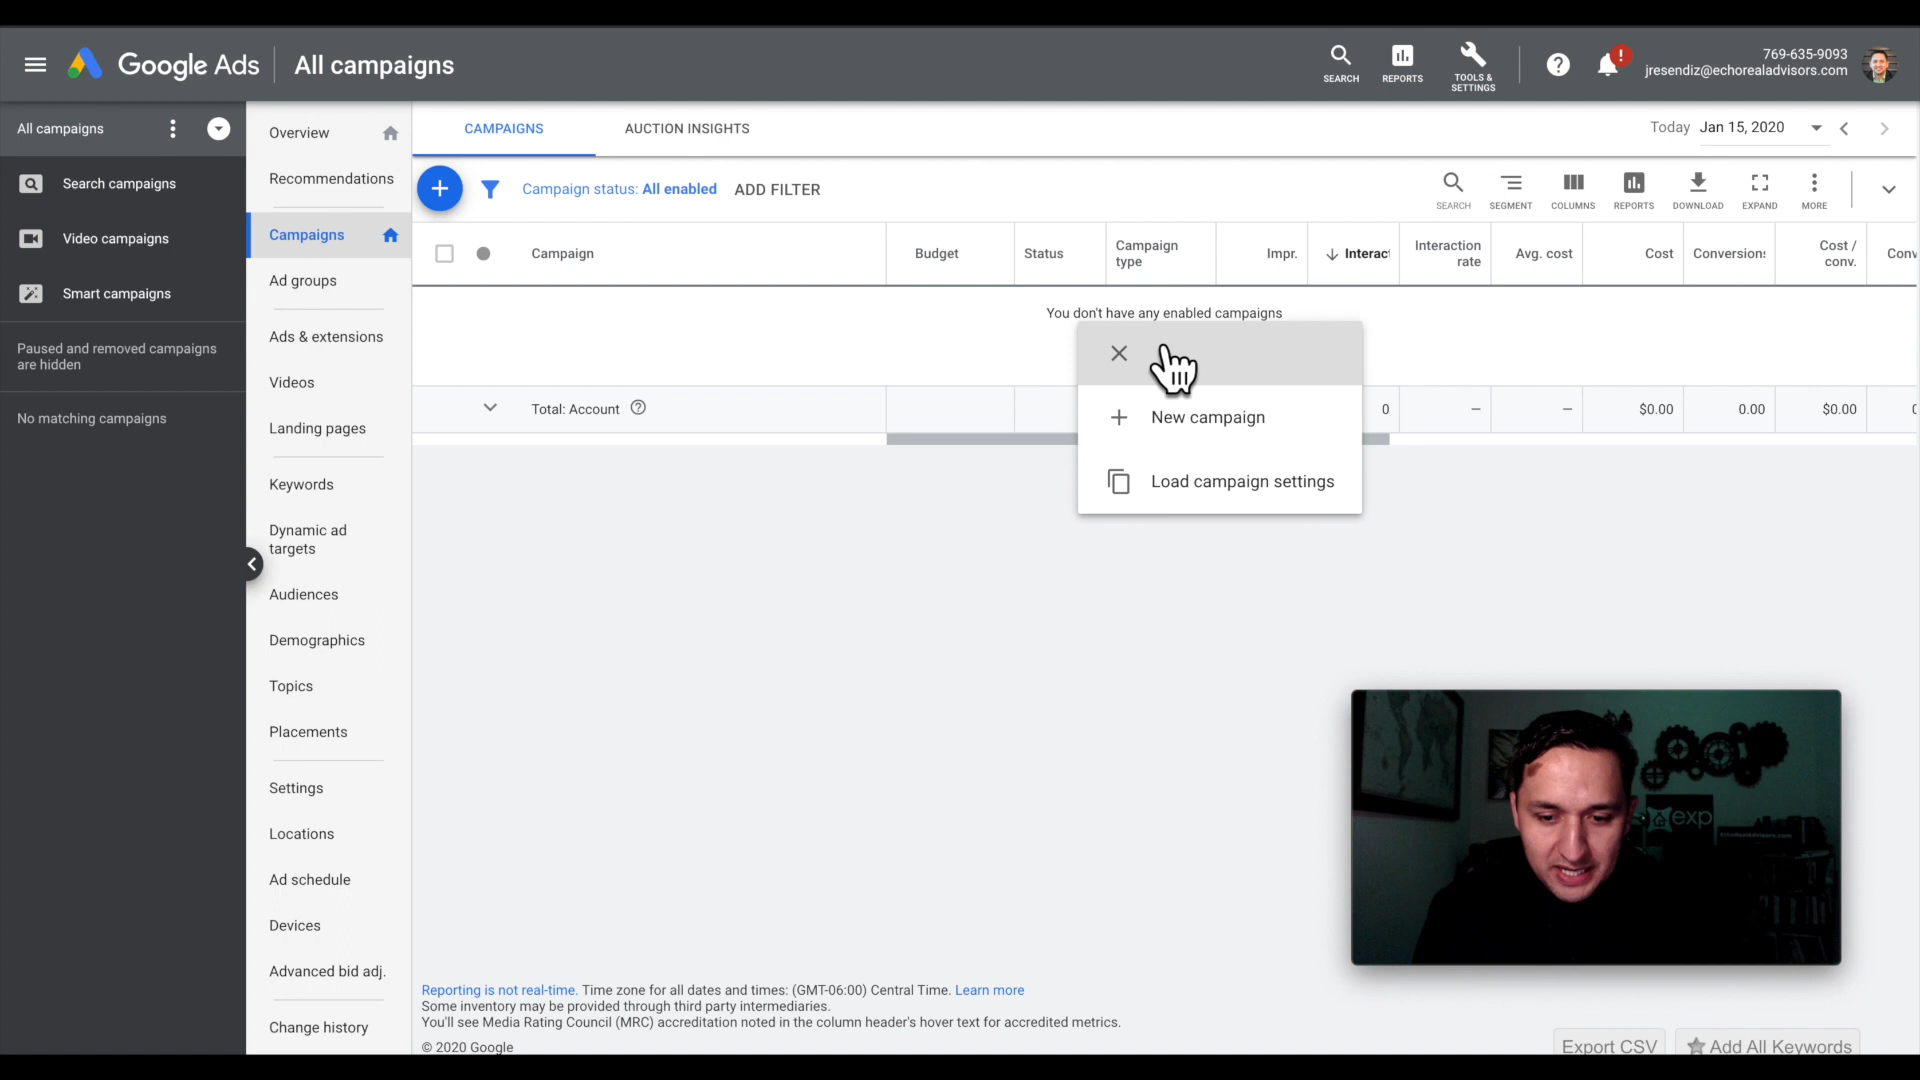 Google Ads
All campaigns
SEARCH
REPORTS
TOOLS &
SETTINGS
!
769-635-9093
jresendiz@echorealadvisors.com
All campaigns
Search campaigns
Video campaigns
Smart campaigns
Paused and removed campaigns
are hidden
No matching campaigns
Overview
Recommendations
Campaigns
Ad groups
Ads & extensions
Videos
Landing pages
Keywords
Dynamic ad
targets
Audiences
Demographics
Topics
Placements
Settings
Locations
Ad schedule
Devices
Advanced bid adj.
Change history
CAMPAIGNS
AUCTION INSIGHTS
Today Jan 15, 2020
Campaign status: All enabled
ADD FILTER
SEARCH
SEGMENT
COLUMNS
REPORTS
DOWNLOAD
EXPAND
MORE
Campaign
Budget
Status
Campaign
type
Impr.
Interact
Interaction
rate
Avg. cost
Cost
Conversions
Cost /
conv.
Conv
You don't have any enabled campaigns
New campaign
Load campaign settings
Total: Account
0
–
–
$0.00
0.00
$0.00
exp
Reporting is not real-time. Time zone for all dates and times: (GMT-06:00) Central Time. Learn more
Some inventory may be provided through third party intermediaries.
You'll see Media Rating Council (MRC) accreditation noted in the column header's hover text for accredited metrics.
© 2020 Google
Export CSV
Add All Keywords